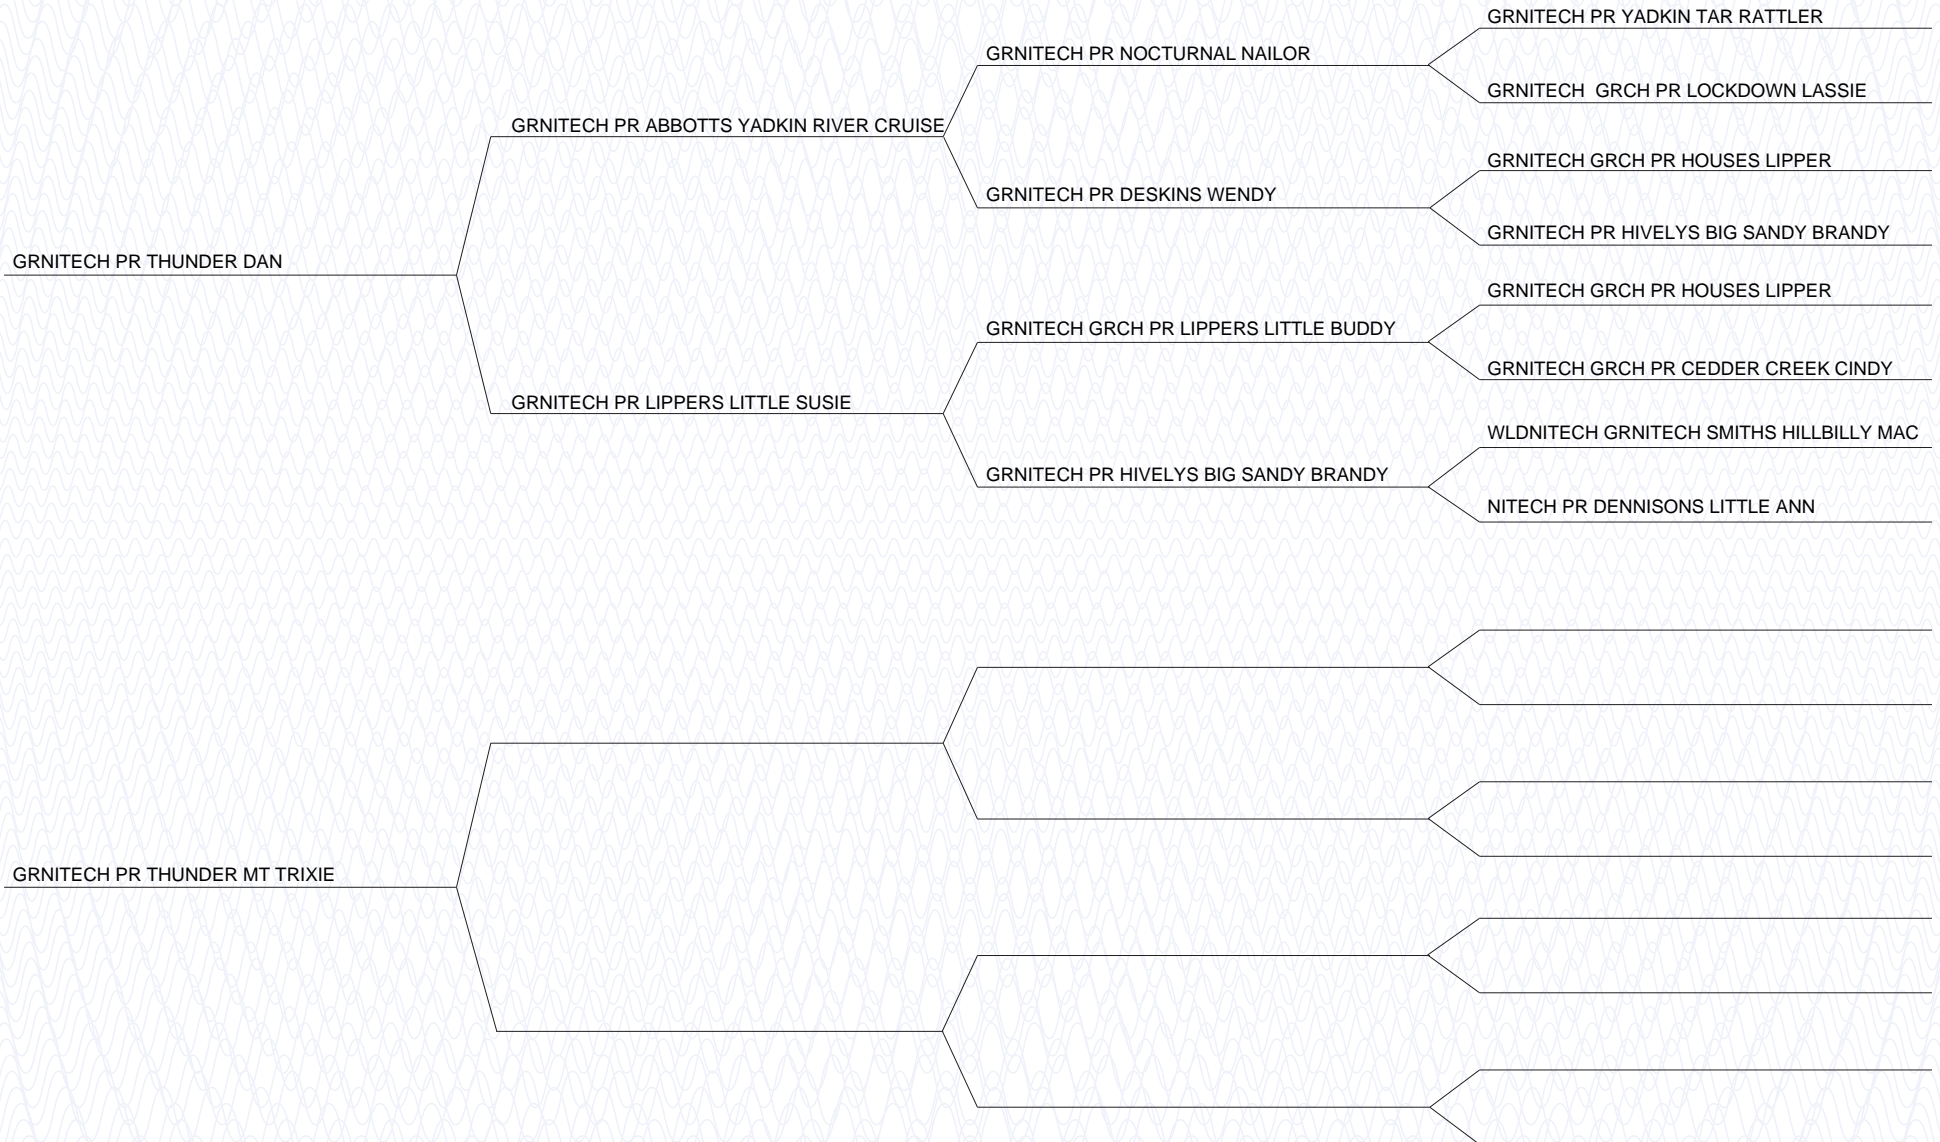 GRNITECH PR YADKIN TAR RATTLER
GRNITECH PR NOCTURNAL NAILOR
GRNITECH  GRCH PR LOCKDOWN LASSIE
GRNITECH PR ABBOTTS YADKIN RIVER CRUISE
GRNITECH GRCH PR HOUSES LIPPER
GRNITECH PR DESKINS WENDY
GRNITECH PR HIVELYS BIG SANDY BRANDY
GRNITECH PR THUNDER DAN
GRNITECH GRCH PR HOUSES LIPPER
GRNITECH GRCH PR LIPPERS LITTLE BUDDY
GRNITECH GRCH PR CEDDER CREEK CINDY
GRNITECH PR LIPPERS LITTLE SUSIE
WLDNITECH GRNITECH SMITHS HILLBILLY MAC
GRNITECH PR HIVELYS BIG SANDY BRANDY
NITECH PR DENNISONS LITTLE ANN
GRNITECH PR THUNDER MT TRIXIE